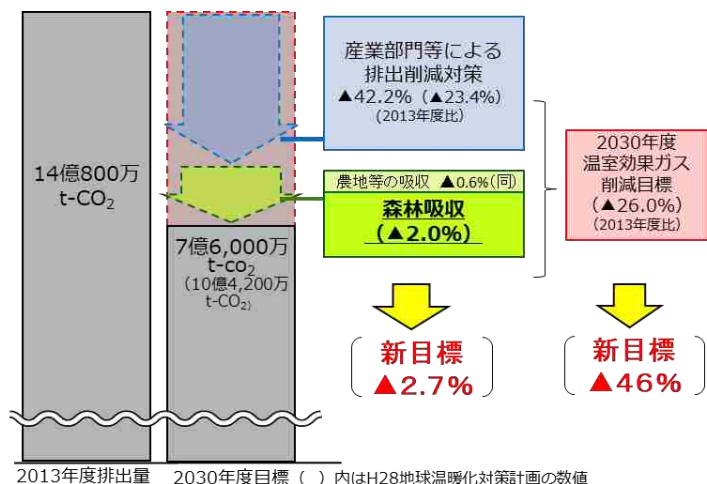 14億800万
t-CO₂
7億6,000万
t-co₂
(10億4,200万
t-CO₂)
産業部門等による
排出削減対策
▲42.2% (▲23.4%)
(2013年度比)
農地等の吸収 ▲0.6%(同)
森林吸収
(▲2.0%)
2030年度
温室効果ガス
削減目標
(▲26.0%)
(2013年度比)
新目標
▲2.7%
新目標
▲46%
2013年度排出量
2030年度目標 ( ) 内はH28地球温暖化対策計画の数値